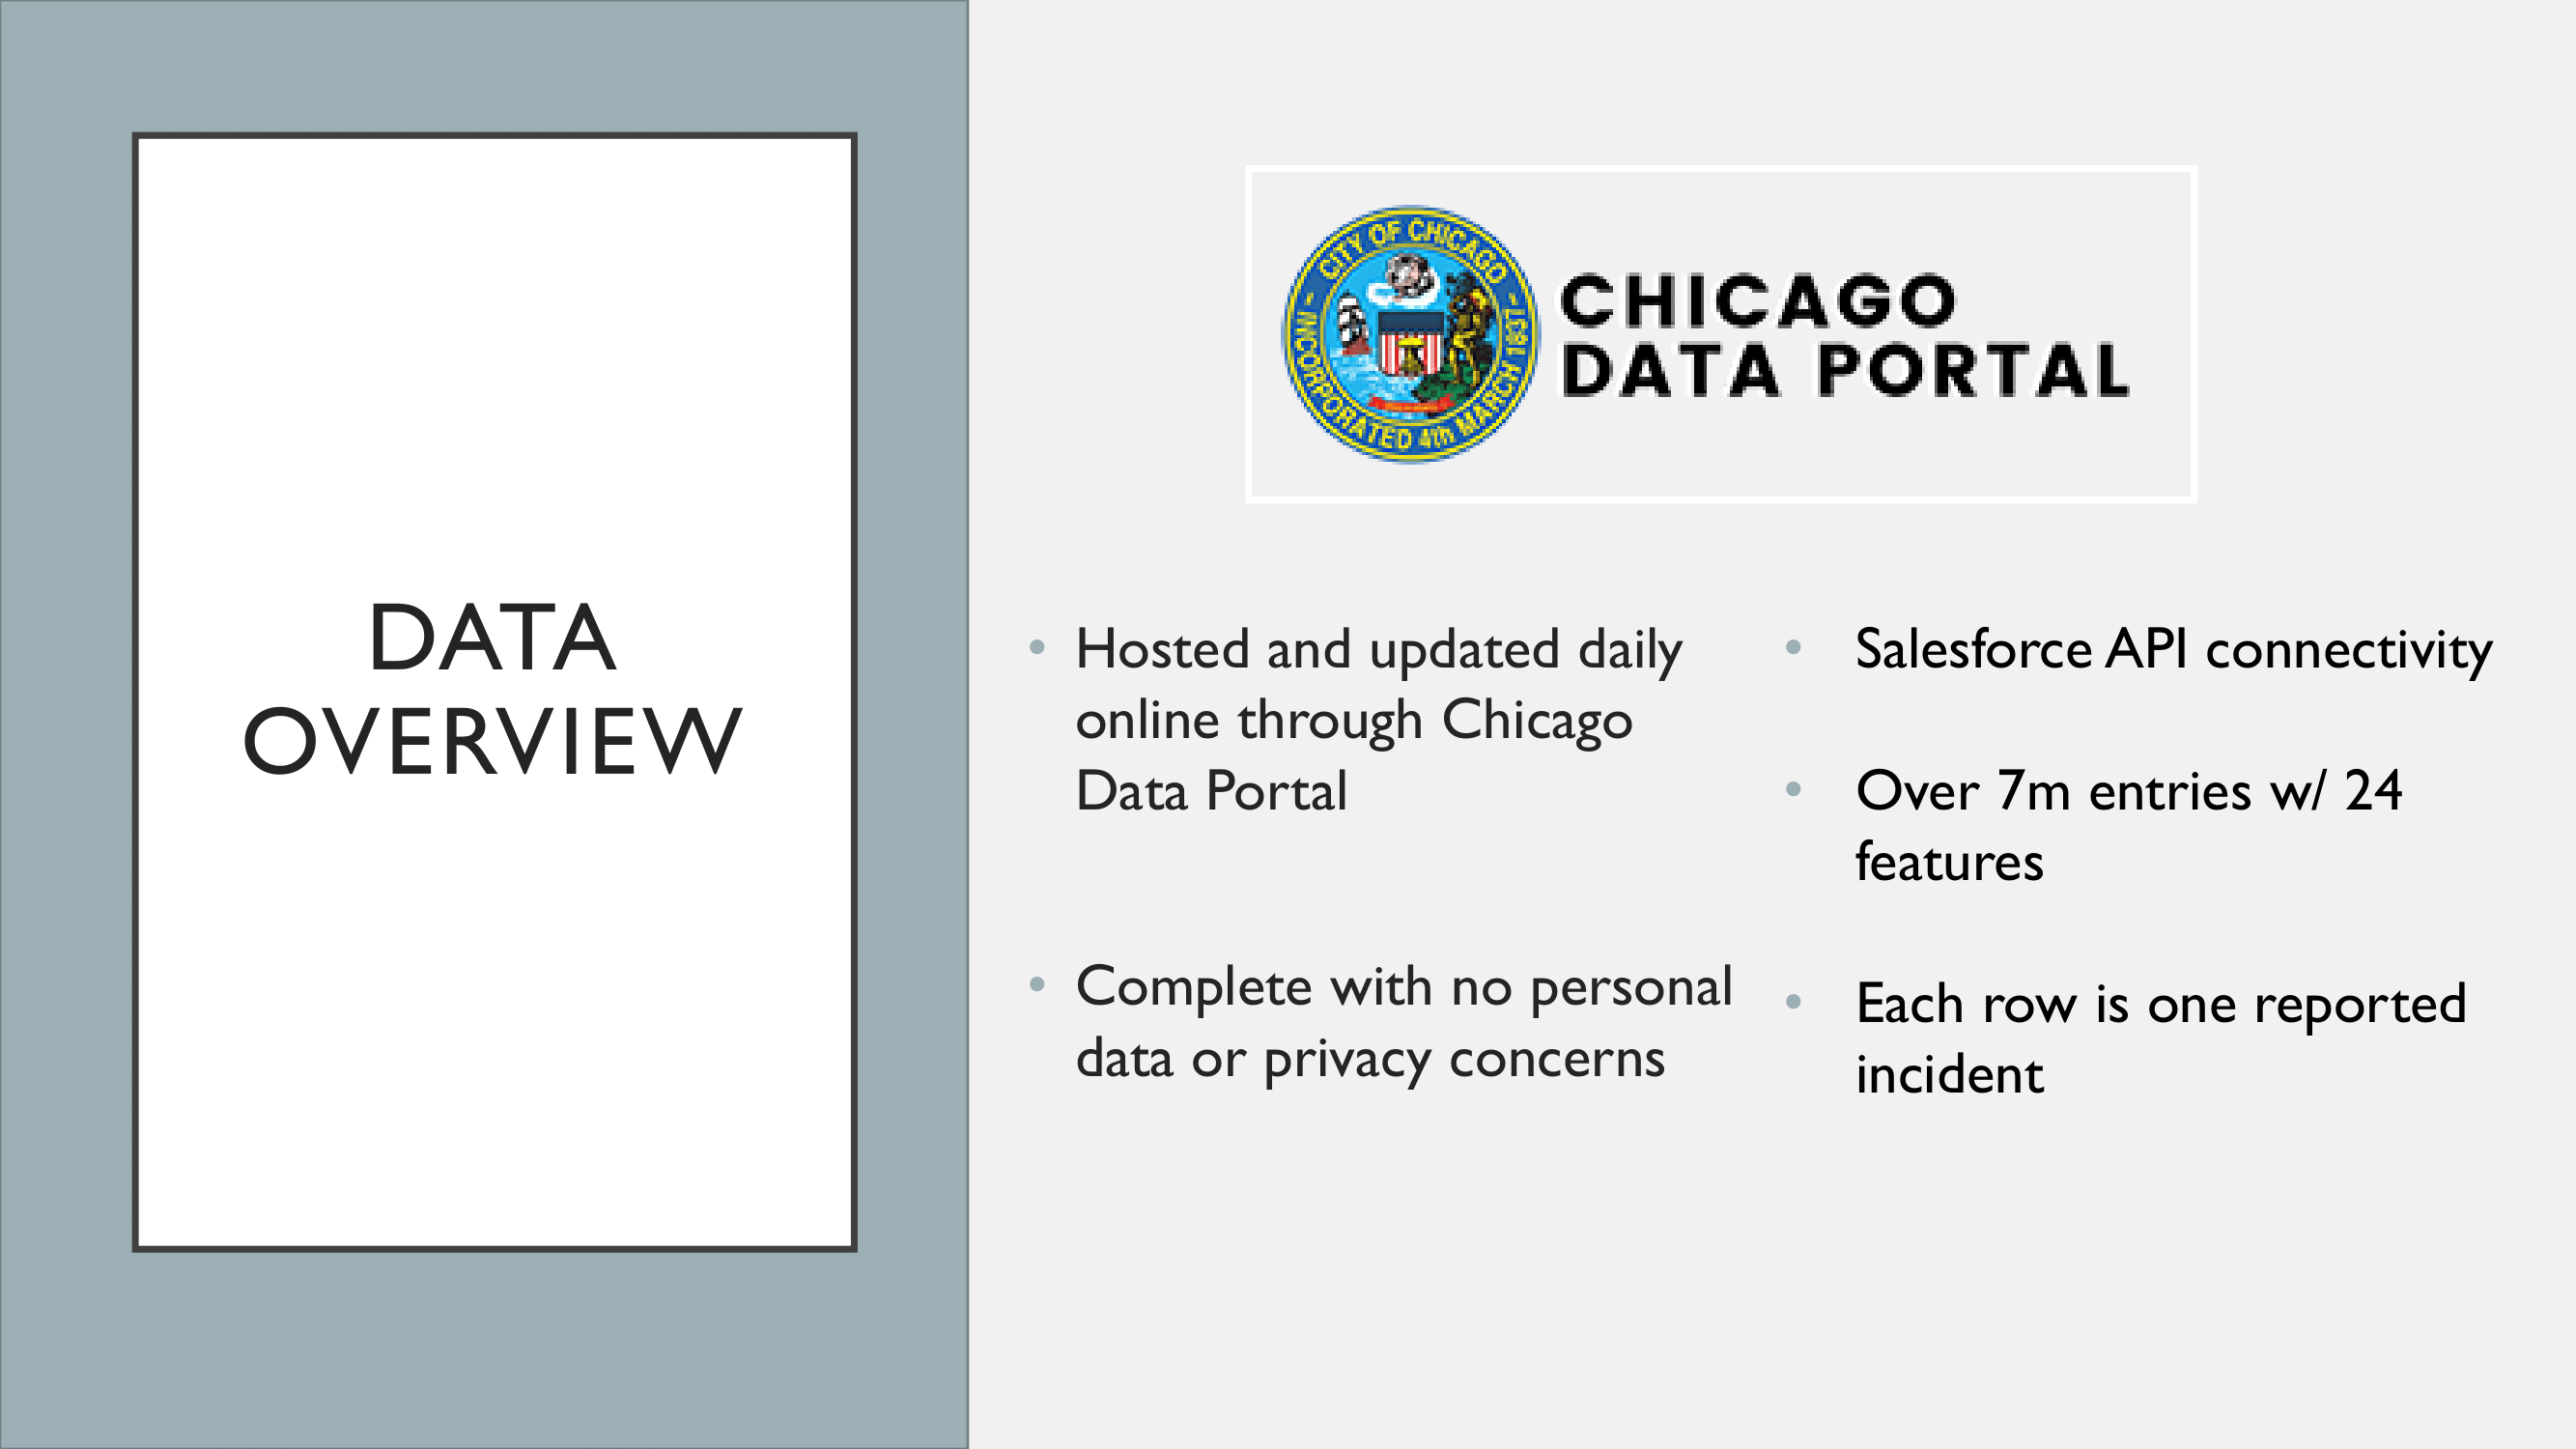 DATA
OVERVIEW
CITY OF CHICAGO
INCORPORATED 4th MARCH 1837
CHICAGO
DATA PORTAL
• Hosted and updated daily
online through Chicago
Data Portal
• Complete with no personal
data or privacy concerns
• Salesforce API connectivity
• Over 7m entries w/ 24
features
• Each row is one reported
incident